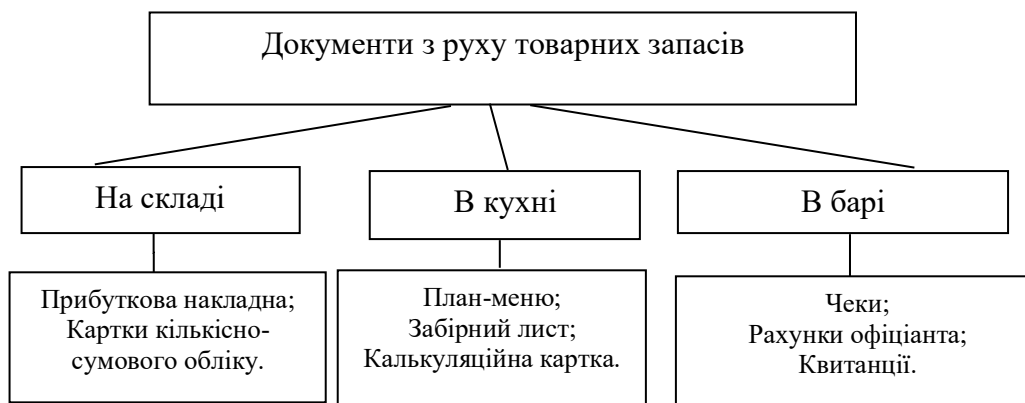 Документи з руху товарних запасів
На складі
Прибуткова накладна;
Картки кількісно-
сумового обліку.
В кухні
План-меню;
Забірний лист;
Калькуляційна картка.
В барі
Чеки;
Рахунки офіціанта;
Квитанції.